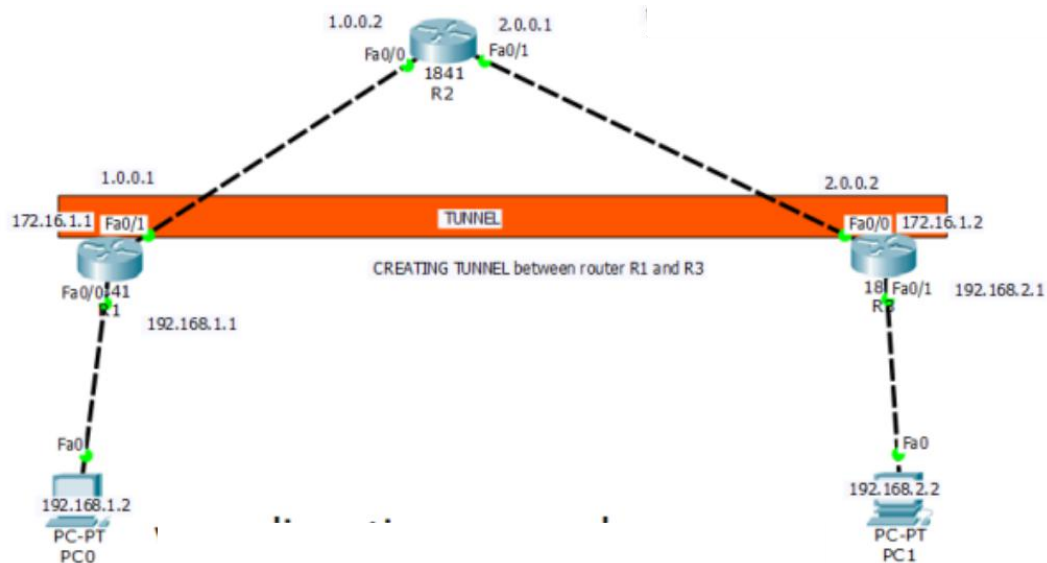 1.0.0.2
2.0.0.1
Fa0/0
Fa0/1
1841
R2
1.0.0.1
2.0.0.2
172.16.1.1
Fa0/1
TUNNEL
Fa0/0
172.16.1.2
CREATING TUNNEL between router R1 and R3
Fa0/0
41
R1
18
Fa0/1
R3
192.168.2.1
192.168.1.1
Fa0
Fa0
192.168.1.2
192.168.2.2
PC-PT
PC0
PC-PT
PC1